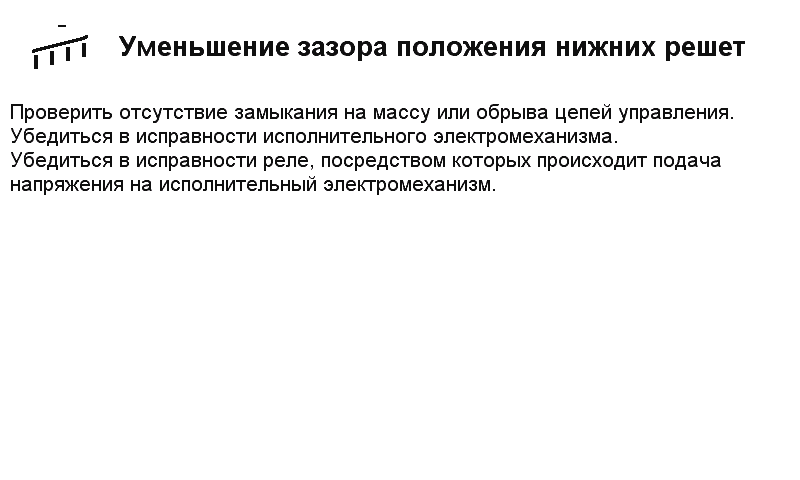 Уменьшение зазора положения нижних решет
Проверить отсутствие замыкания на массу или обрыва цепей управления.
Убедиться в исправности исполнительного электромеханизма.
Убедиться в исправности реле, посредством которых происходит подача
напряжения на исполнительный электромеханизм.